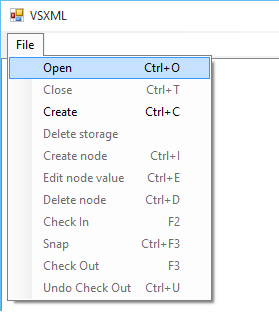 VSXML
File
Open Ctrl+O
Close Ctrl+T
Create Ctrl+C
Delete storage
Create node Ctrl+I
Edit node value Ctrl+E
Delete node Ctrl+D
Check In F2
Snap Ctrl+F3
Check Out F3
Undo Check Out Ctrl+U